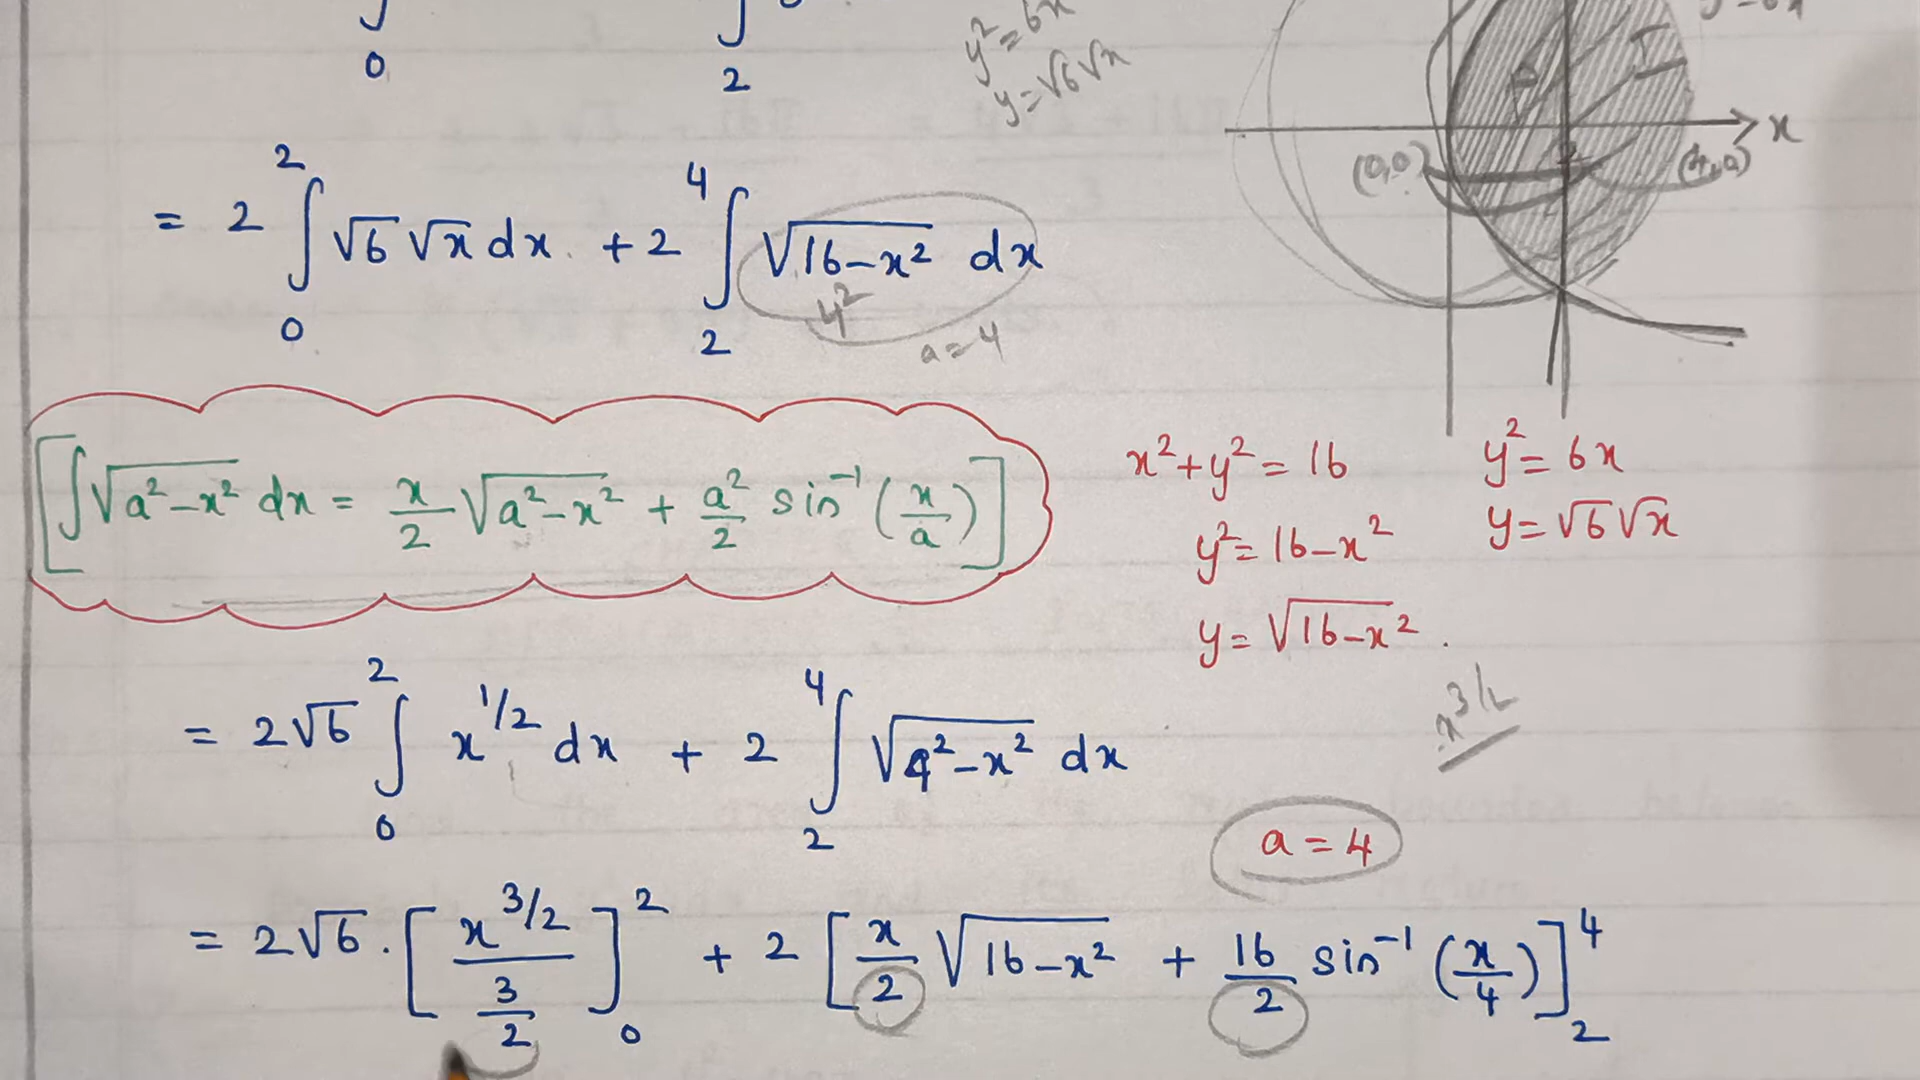 ∫₀ ∫₂
y² = 6x
y = √6 √x
x
(0,0) (4,0)
= 2 ∫₀² √6 √x dx + 2 ∫₂⁴ √(16-x²) dx
4²
a = 4
[∫√(a²-x²) dx = x/2 √(a²-x²) + a²/2 sin⁻¹(x/a)]
x² + y² = 16
y² = 16-x²
y = √(16-x²).
y² = 6x
y = √6 √x
x^(3/2)
= 2√6 ∫₀² x^(1/2) dx + 2 ∫₂⁴ √(4²-x²) dx
a = 4
= 2√6 . [x^(3/2) / (3/2)]₀² + 2 [x/2 √(16-x²) + 16/2 sin⁻¹(x/4)]₂⁴